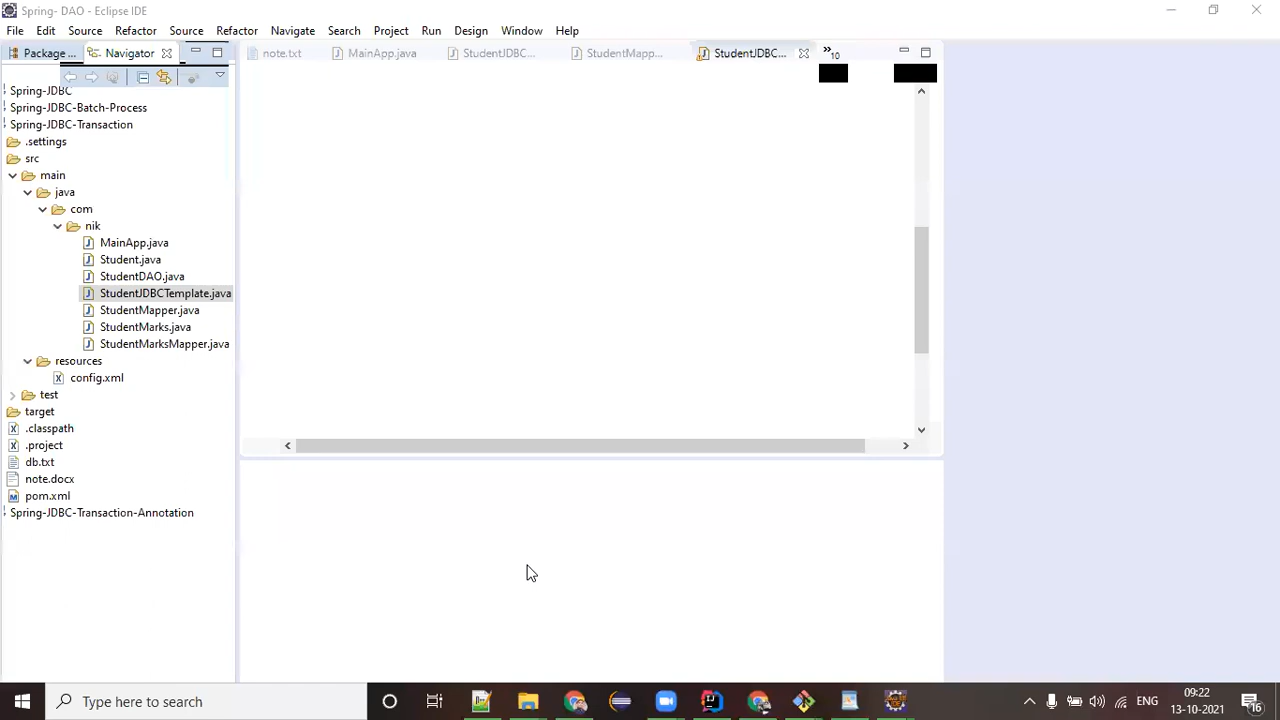 Spring- DAO - Eclipse IDE
File Edit Source Refactor Source Refactor Navigate Search Project Run Design Window Help
Package ... Navigator
note.txt MainApp.java StudentJDBC... StudentMapp... StudentJDBC... »10
Spring-JDBC
Spring-JDBC-Batch-Process
Spring-JDBC-Transaction
.settings
src
main
java
com
nik
MainApp.java
Student.java
StudentDAO.java
StudentJDBCTemplate.java
StudentMapper.java
StudentMarks.java
StudentMarksMapper.java
resources
config.xml
test
target
.classpath
.project
db.txt
note.docx
pom.xml
Spring-JDBC-Transaction-Annotation
Type here to search
ENG
09:22
13-10-2021
16